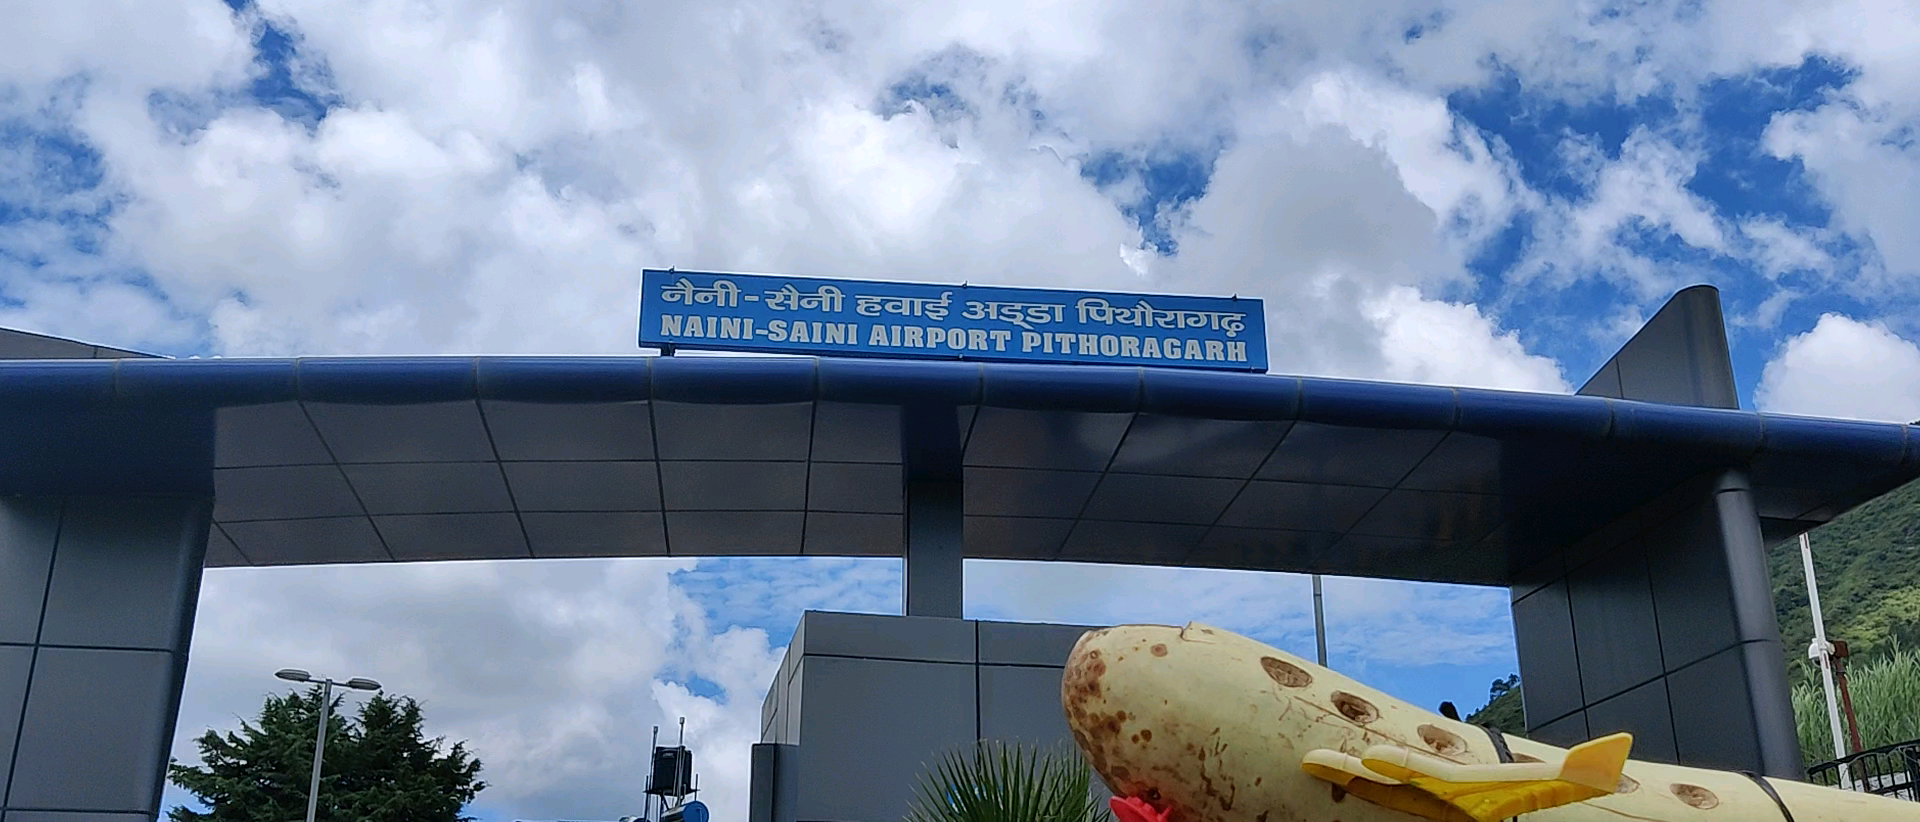 नैनी-सैनी हवाई अड्डा पिथौरागढ़
NAINI-SAINI AIRPORT PITHORAGARH